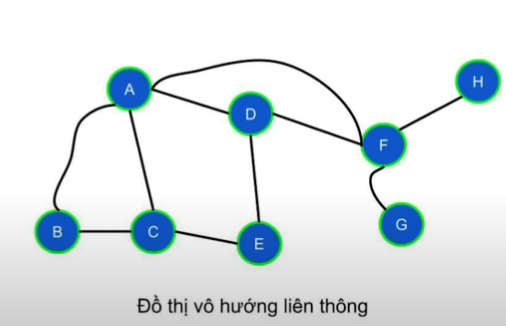 A
H
D
F
B
C
E
G
Đồ thị vô hướng liên thông